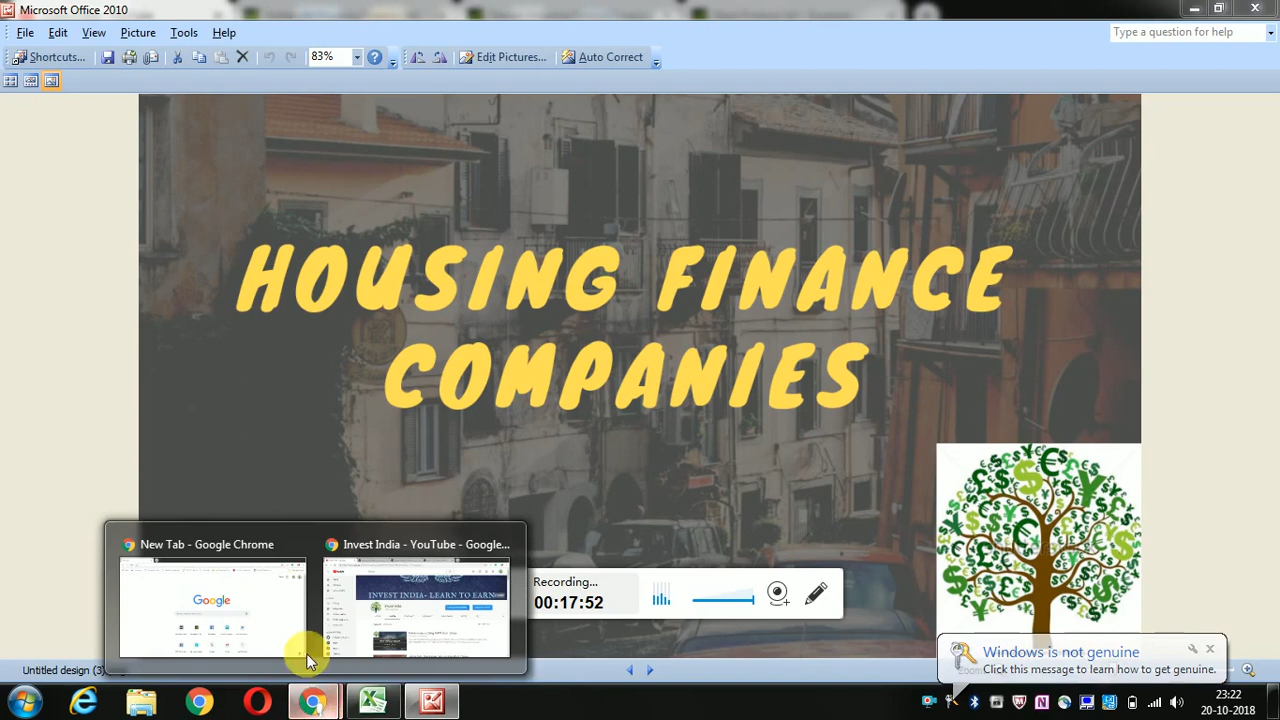 Microsoft Office 2010
File Edit View Picture Tools Help
Type a question for help
Shortcuts... 83% Edit Pictures... Auto Correct
HOUSING FINANCE
COMPANIES
New Tab - Google Chrome
Invest India - YouTube - Google...
Google
INVEST INDIA- LEARN TO EARN
Recording...
00:17:52
Windows is not genuine
Click this message to learn how to get genuine.
Untitled design (3)
23:22
20-10-2018